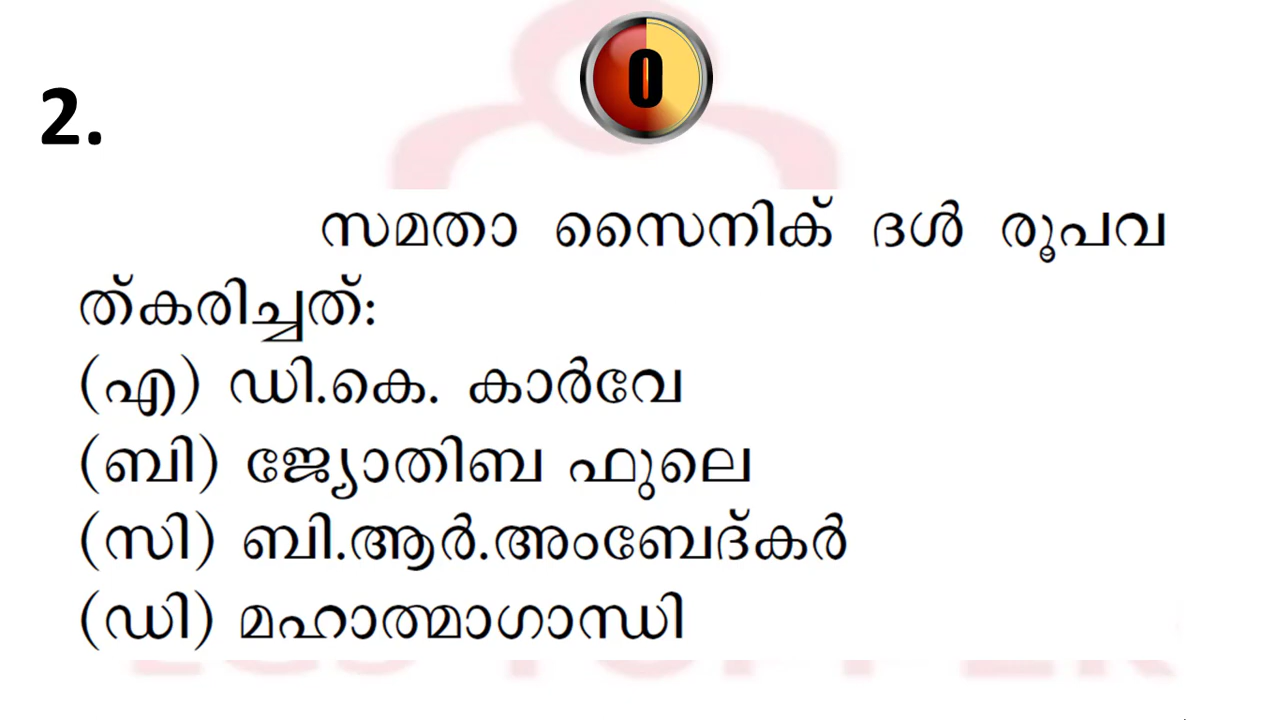 0
2.
സമതാ സൈനിക് ദൾ രൂപവ
ത്കരിച്ചത്:
(എ) ഡി.കെ. കാർവേ
(ബി) ജ്യോതിബ ഫുലെ
(സി) ബി.ആർ.അംബേദ്കർ
(ഡി) മഹാത്മാഗാന്ധി